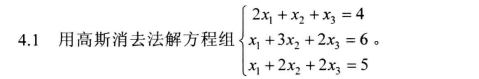 2x₁ + x₂ + x₃ = 4
4.1 用高斯消去法解方程组 { x₁ + 3x₂ + 2x₃ = 6 。
x₁ + 2x₂ + 2x₃ = 5